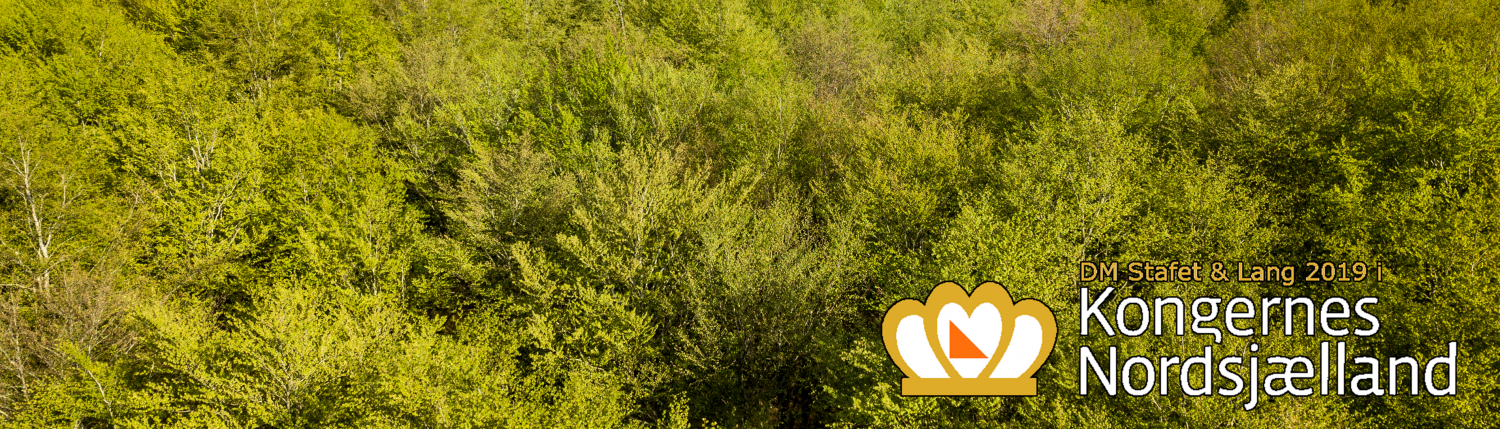 DM Stafet & Lang 2019 i
Kongernes
Nordsjælland